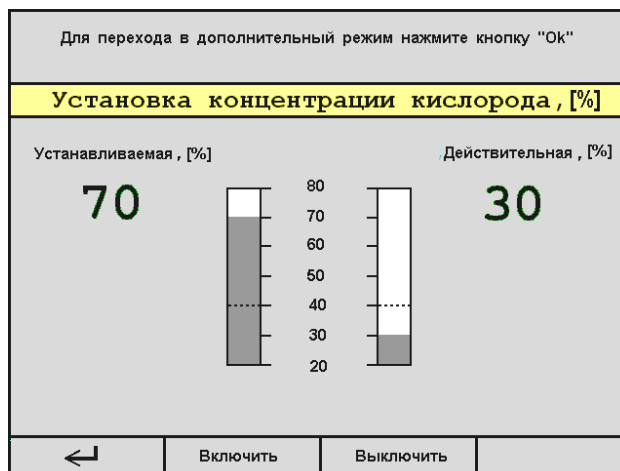 Для перехода в дополнительный режим нажмите кнопку "Ok"
Установка концентрации кислорода,[%]
Устанавливаемая , [%]
Действительная , [%]
70
30
80
70
60
50
40
30
20
Включить
Выключить